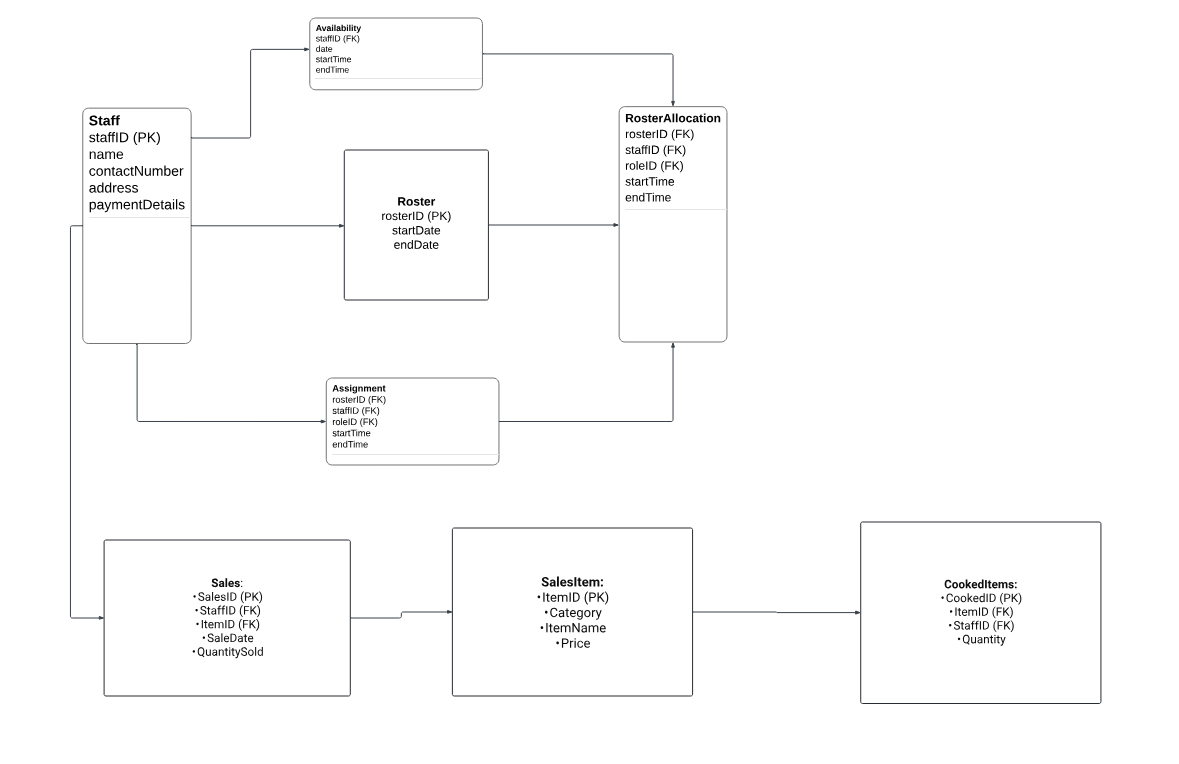 Availability
staffID (FK)
date
startTime
endTime
Staff
staffID (PK)
name
contactNumber
address
paymentDetails
RosterAllocation
rosterID (FK)
staffID (FK)
roleID (FK)
startTime
endTime
Roster
rosterID (PK)
startDate
endDate
Assignment
rosterID (FK)
staffID (FK)
roleID (FK)
startTime
endTime
Sales:
•SalesID (PK)
•StaffID (FK)
•ItemID (FK)
•SaleDate
•QuantitySold
SalesItem:
•ItemID (PK)
•Category
•ItemName
•Price
CookedItems:
•CookedID (PK)
•ItemID (FK)
•StaffID (FK)
•Quantity